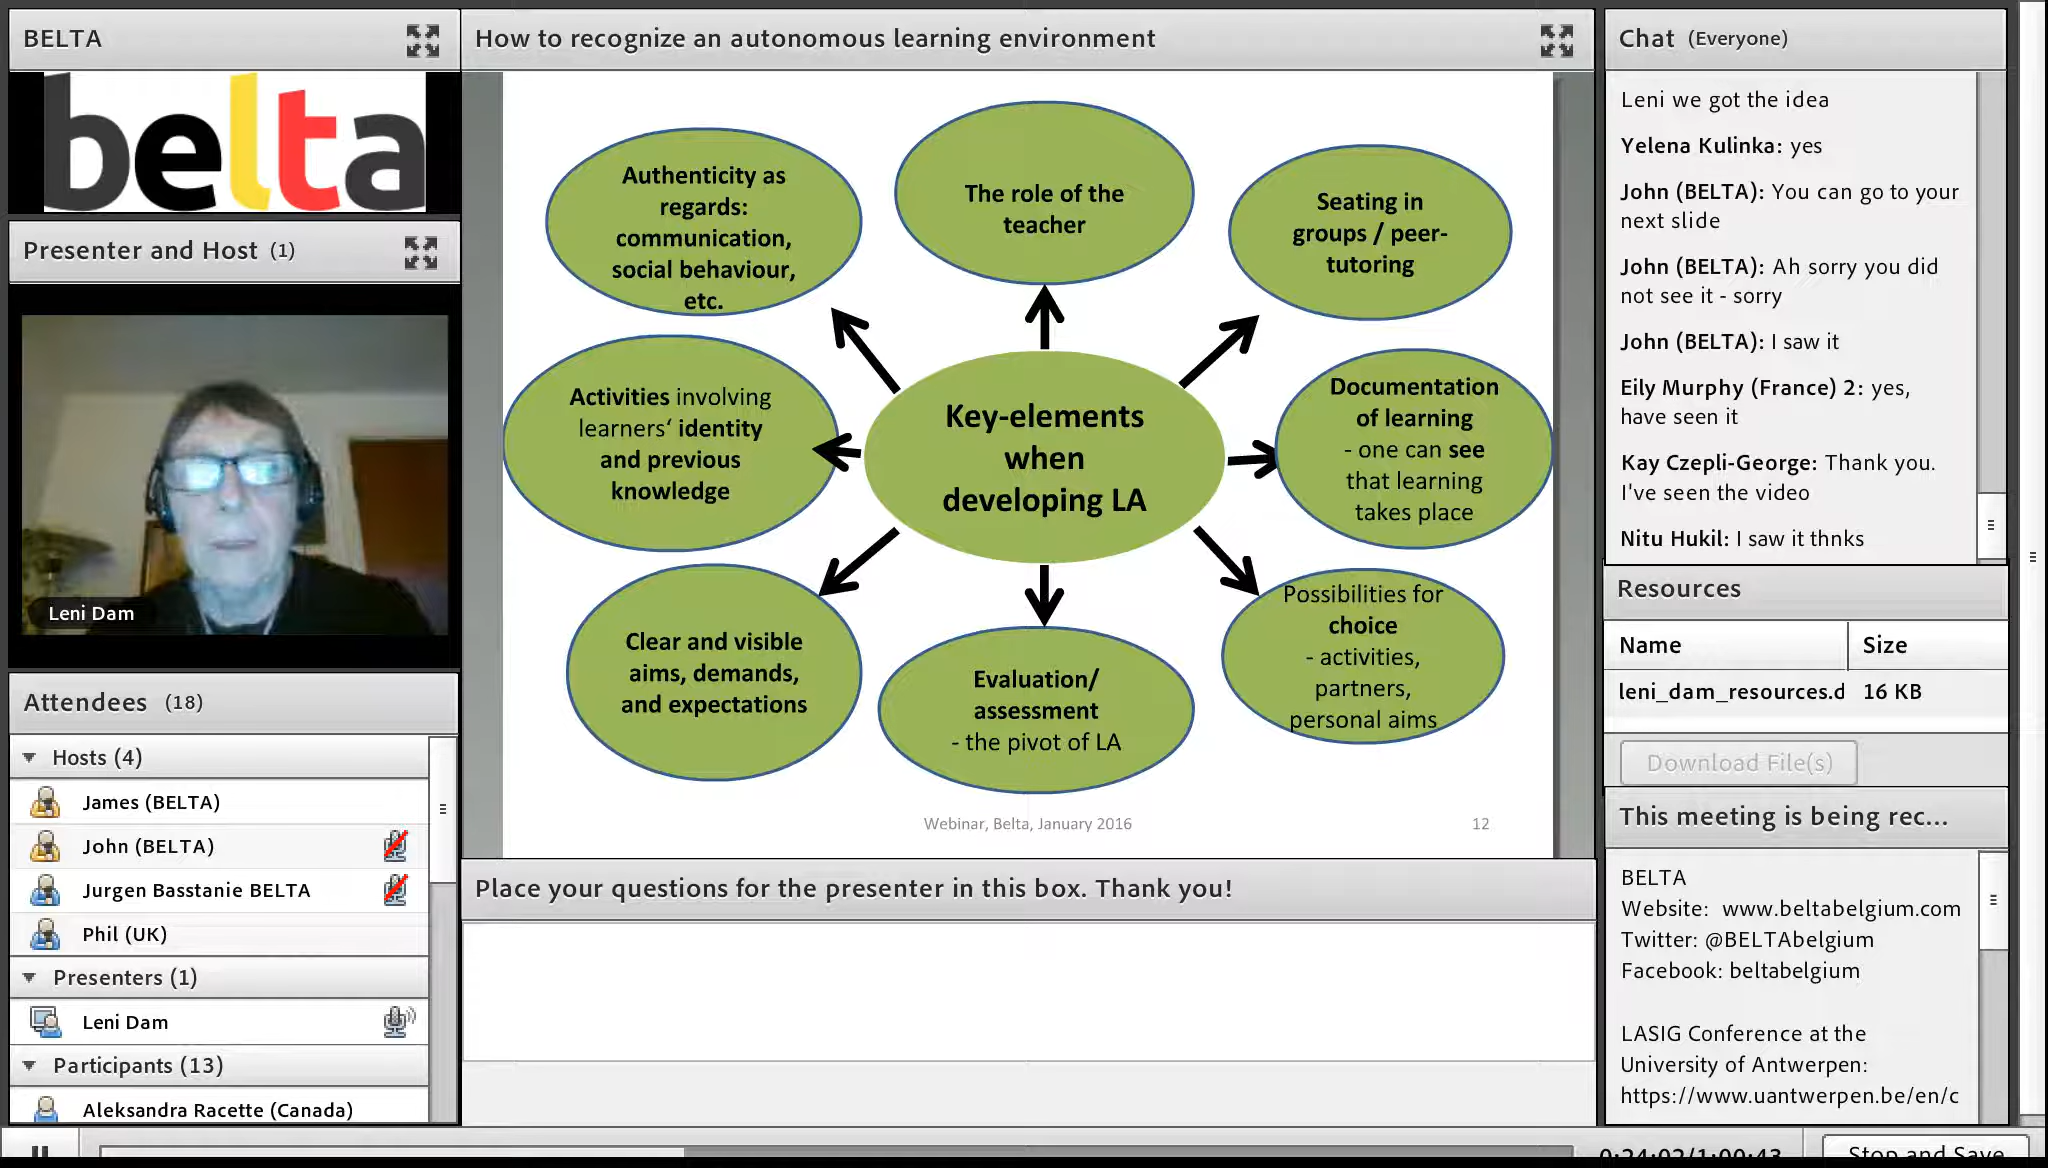 BELTA
belta
Presenter and Host (1)
Leni Dam
Attendees (18)
Hosts (4)
James (BELTA)
John (BELTA)
Jurgen Basstanie BELTA
Phil (UK)
Presenters (1)
Leni Dam
Participants (13)
Aleksandra Racette (Canada)
How to recognize an autonomous learning environment
Authenticity as
regards:
communication,
social behaviour,
etc.
The role of the
teacher
Seating in
groups / peer-
tutoring
Activities involving
learners‘ identity
and previous
knowledge
Key-elements
when
developing LA
Documentation
of learning
- one can see
that learning
takes place
Clear and visible
aims, demands,
and expectations
Evaluation/
assessment
- the pivot of LA
Possibilities for
choice
- activities,
partners,
personal aims
Webinar, Belta, January 2016
12
Place your questions for the presenter in this box. Thank you!
Chat (Everyone)
Leni we got the idea
Yelena Kulinka: yes
John (BELTA): You can go to your
next slide
John (BELTA): Ah sorry you did
not see it - sorry
John (BELTA): I saw it
Eily Murphy (France) 2: yes,
have seen it
Kay Czepli-George: Thank you.
I've seen the video
Nitu Hukil: I saw it thnks
Resources
Name Size
leni_dam_resources.d 16 KB
Download File(s)
This meeting is being rec...
BELTA
Website: www.beltabelgium.com
Twitter: @BELTAbelgium
Facebook: beltabelgium
LASIG Conference at the
University of Antwerpen:
https://www.uantwerpen.be/en/c
0:24:02/1:00:43
Stop and Save